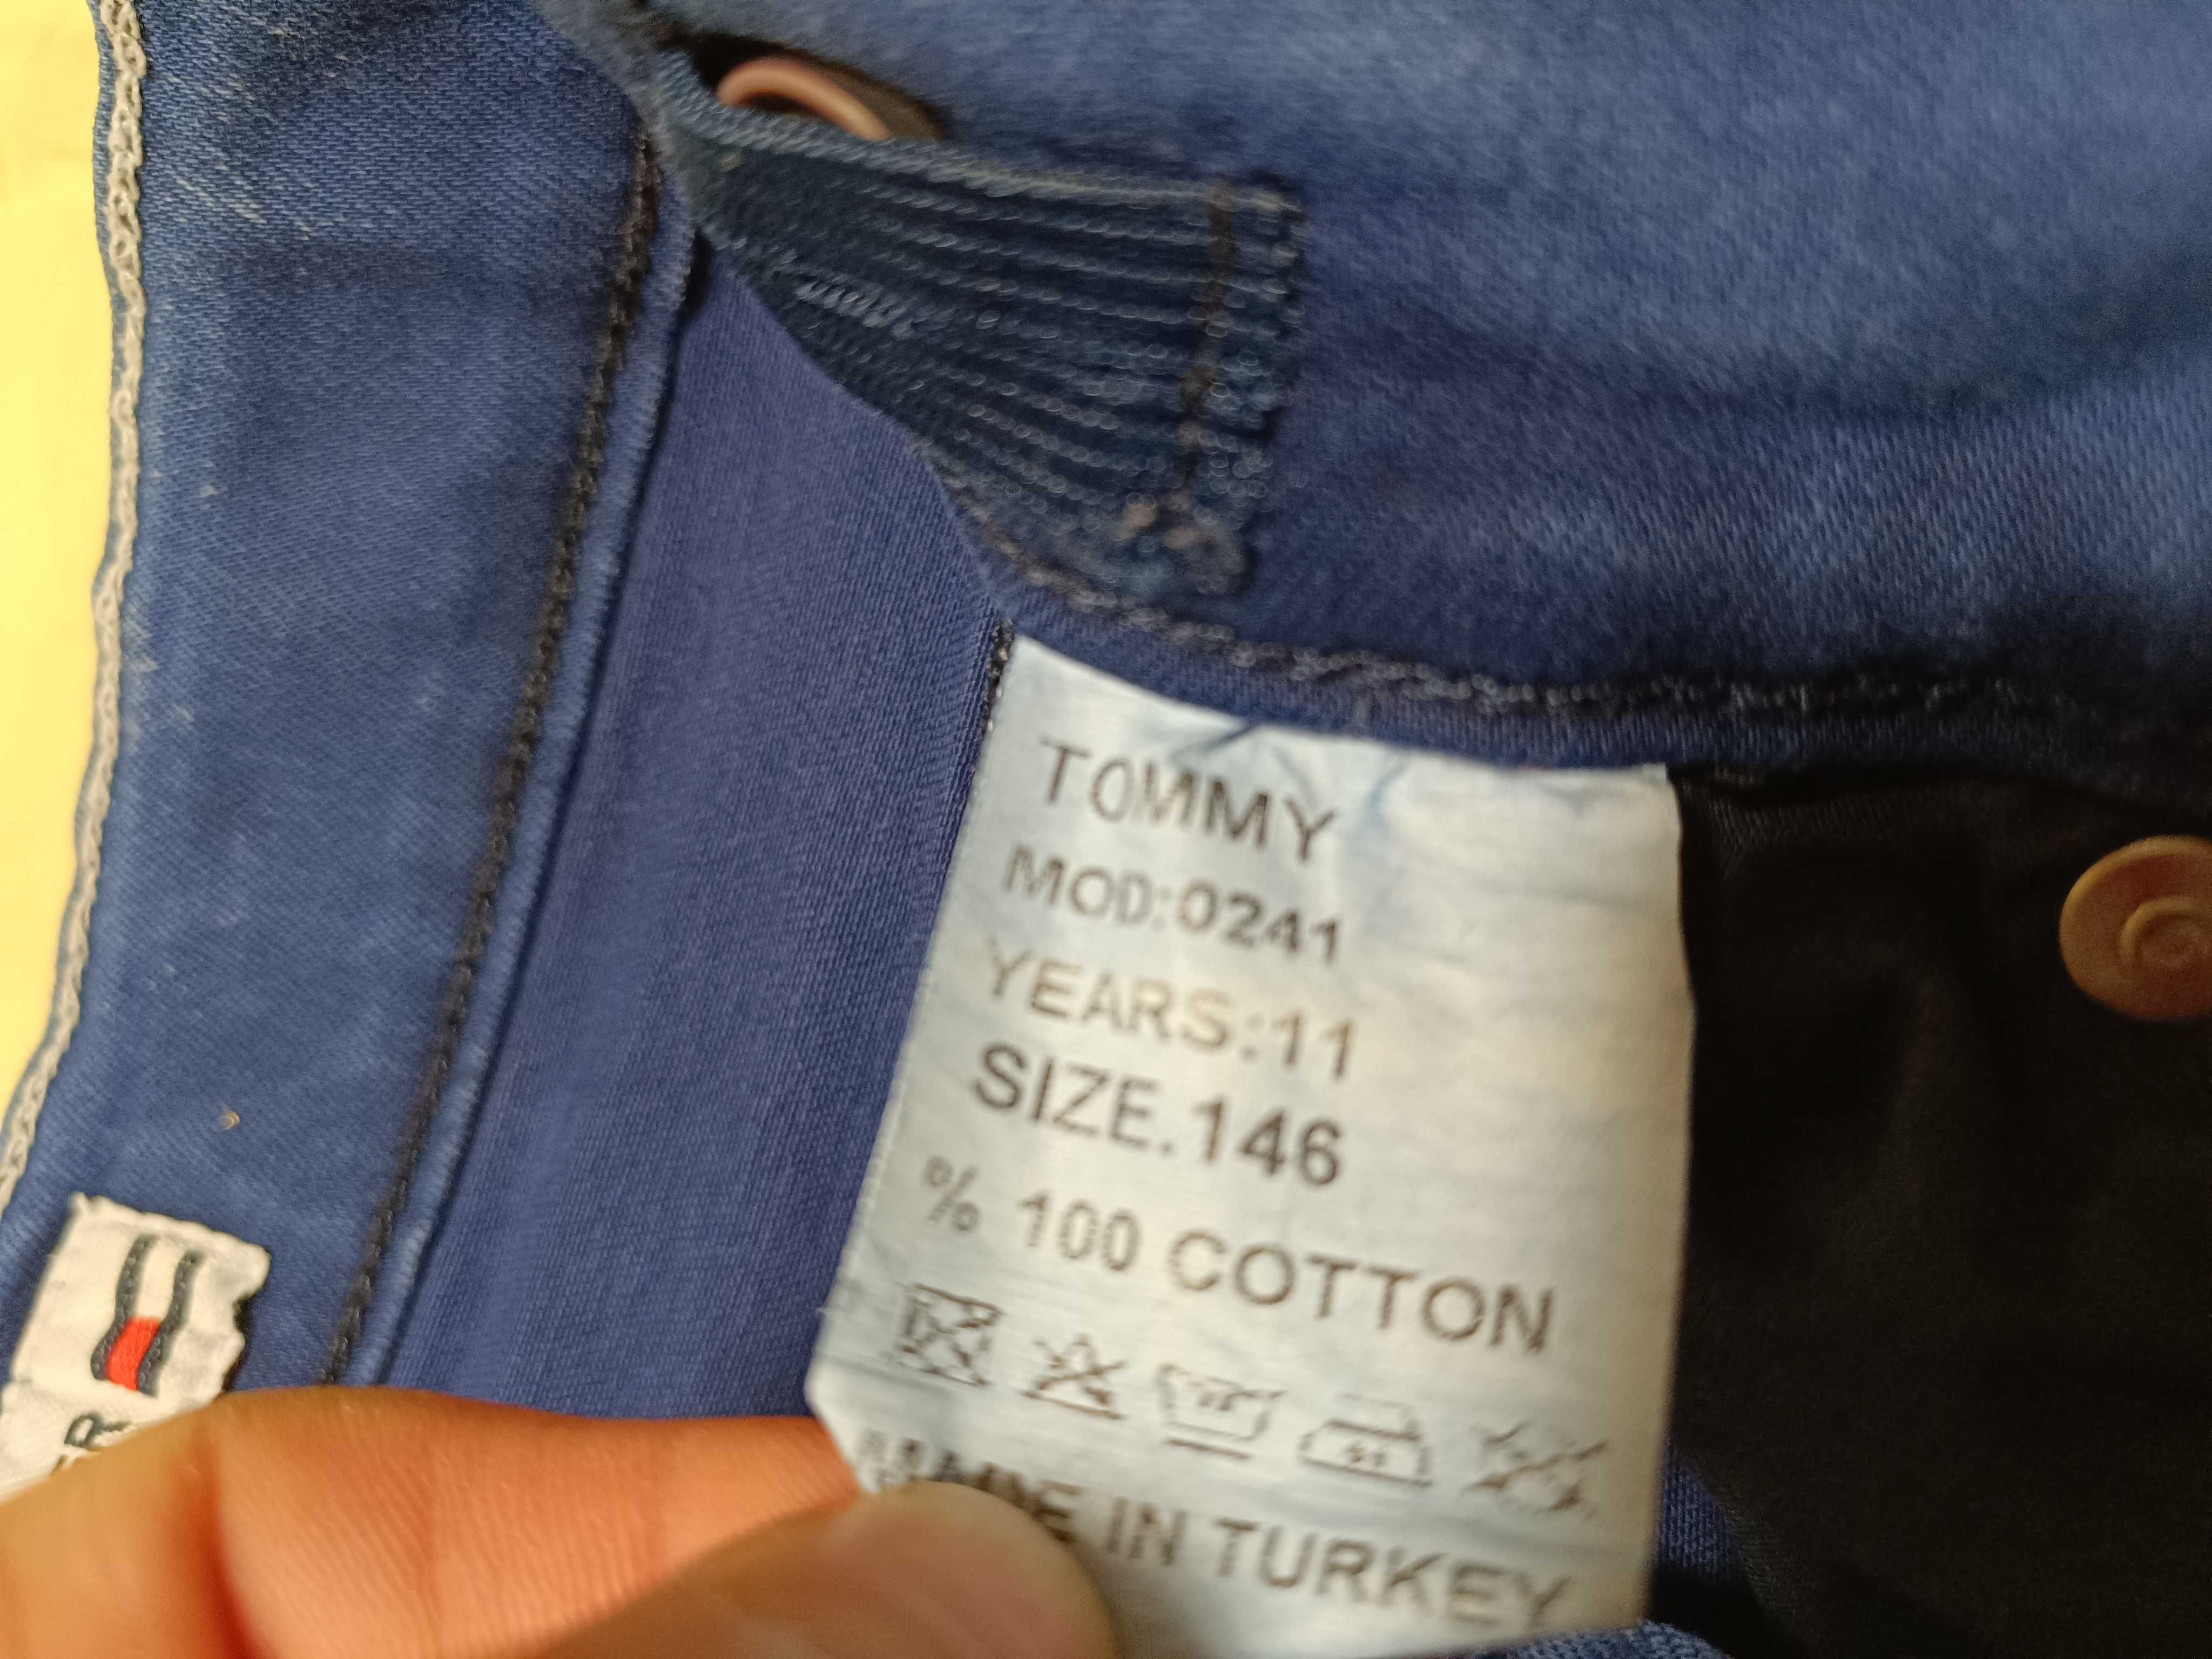 TOMMY
MOD:0241
YEARS:11
SIZE.146
% 100 COTTON
MADE IN TURKEY